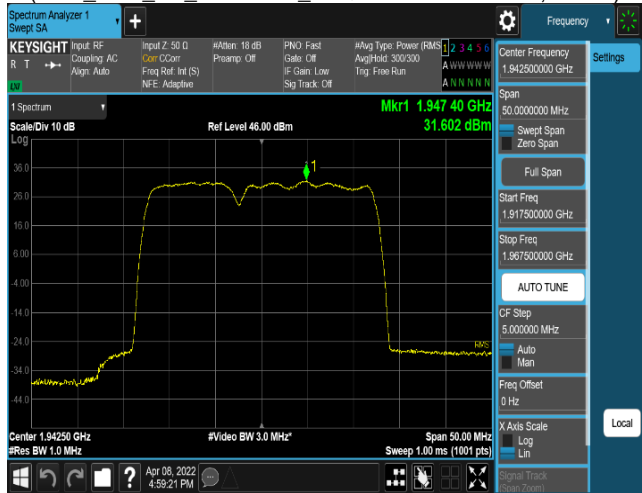 Spectrum Analyzer 1
Swept SA
Frequency
KEYSIGHT
R T
Input: RF
Coupling: AC
Align: Auto
Input Z: 50 Ω
Corr CCorr
Freq Ref: Int (S)
NFE: Adaptive
#Atten: 18 dB
Preamp: Off
PNO: Fast
Gate: Off
IF Gain: Low
Sig Track: Off
#Avg Type: Power (RMS)
Avg|Hold: 300/300
Trig: Free Run
1 2 3 4 5 6
A W W W W W
A N N N N N
1 Spectrum
Scale/Div 10 dB
Log
Ref Level 46.00 dBm
Mkr1 1.947 40 GHz
31.602 dBm
1
36.0
26.0
16.0
6.00
-4.00
-14.0
-24.0
-34.0
-44.0
RMS
Center 1.94250 GHz
#Res BW 1.0 MHz
#Video BW 3.0 MHz*
Span 50.00 MHz
Sweep 1.00 ms (1001 pts)
Center Frequency
1.942500000 GHz
Settings
Span
50.0000000 MHz
Swept Span
Zero Span
Full Span
Start Freq
1.917500000 GHz
Stop Freq
1.967500000 GHz
AUTO TUNE
CF Step
5.000000 MHz
Auto
Man
Freq Offset
0 Hz
X Axis Scale
Log
Lin
Local
Signal Track
(Span Zoom)
?
Apr 08, 2022
4:59:21 PM